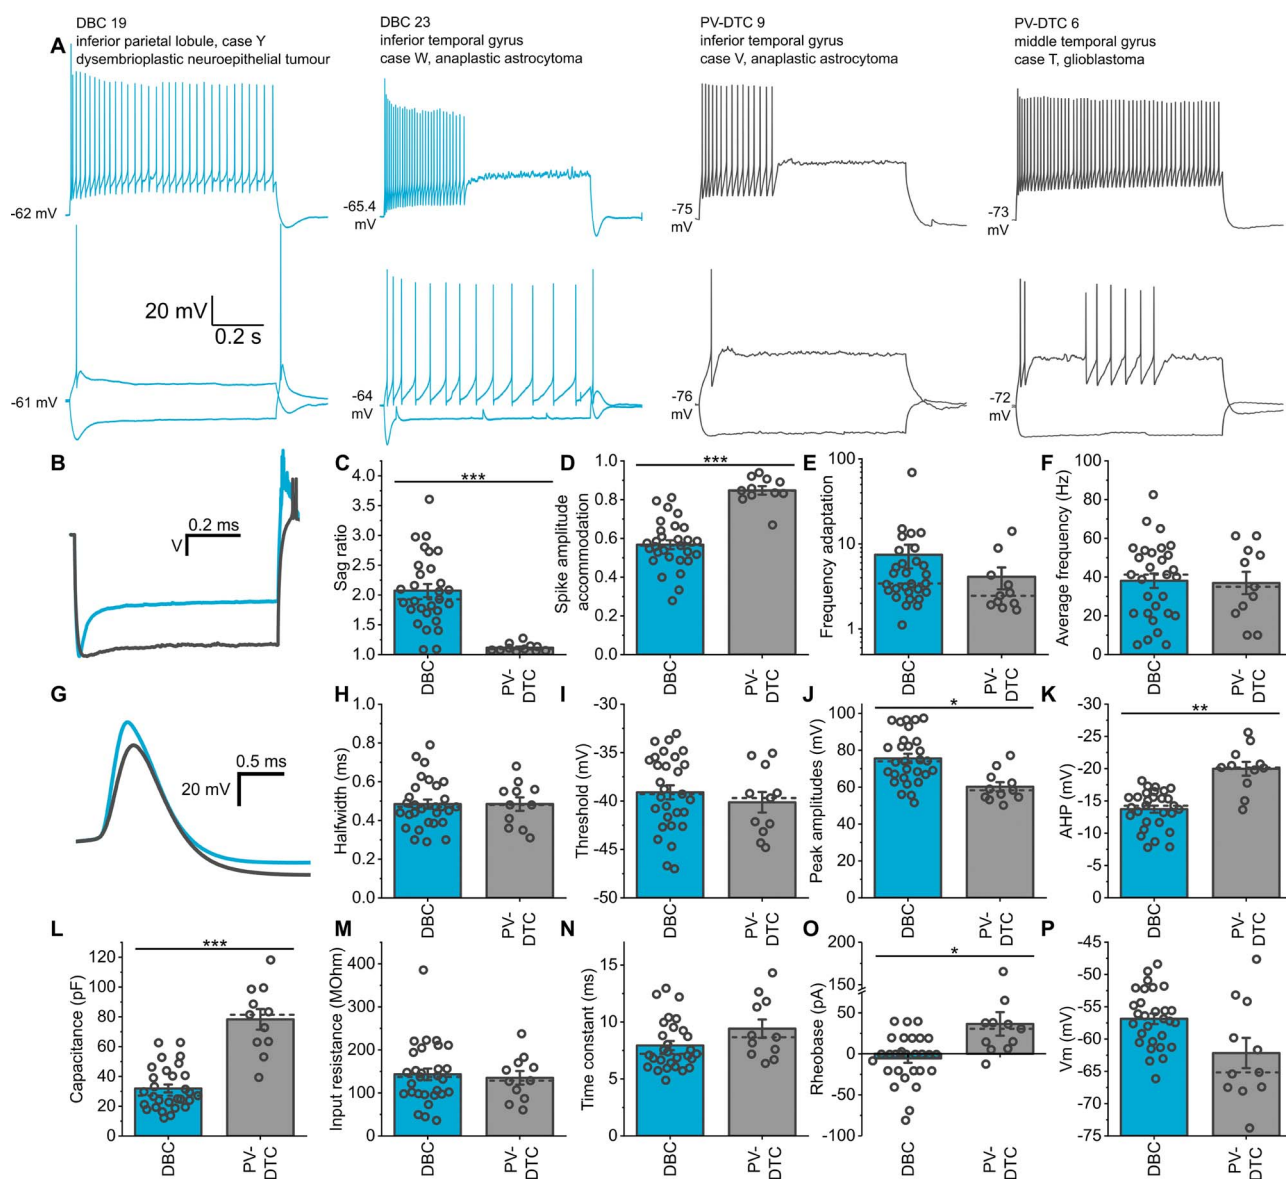 A
DBC 19
inferior parietal lobule, case Y
dysembrioplastic neuroepithelial tumour
DBC 23
inferior temporal gyrus
case W, anaplastic astrocytoma
PV-DTC 9
inferior temporal gyrus
case V, anaplastic astrocytoma
PV-DTC 6
middle temporal gyrus
case T, glioblastoma
-62 mV
-65.4
mV
-75
mV
-73
mV
20 mV
0.2 s
-61 mV
-64
mV
-76
mV
-72
mV
B
0.2 ms
V
C
Sag ratio
4.0
3.5
3.0
2.5
2.0
1.5
1.0
***
DBC
PV-
DTC
D
Spike amplitude
accommodation
1.0
0.8
0.6
0.4
0.2
0.0
***
DBC
PV-
DTC
E
Frequency adaptation
100
10
1
DBC
PV-
DTC
F
Average frequency (Hz)
100
80
60
40
20
0
DBC
PV-
DTC
G
0.5 ms
20 mV
H
Halfwidth (ms)
1.0
0.8
0.6
0.4
0.2
0.0
DBC
PV-
DTC
I
Threshold (mV)
-30
-35
-40
-45
-50
DBC
PV-
DTC
J
Peak amplitudes (mV)
100
80
60
40
20
0
*
DBC
PV-
DTC
K
AHP (mV)
-30
-25
-20
-15
-10
-5
0
**
DBC
PV-
DTC
L
Capacitance (pF)
120
100
80
60
40
20
0
***
DBC
PV-
DTC
M
Input resistance (MOhm)
400
350
300
250
200
150
100
50
0
DBC
PV-
DTC
N
Time constant (ms)
15
10
5
0
DBC
PV-
DTC
O
Rheobase (pA)
200
150
50
0
-50
-100
*
DBC
PV-
DTC
P
Vm (mV)
-45
-50
-55
-60
-65
-70
-75
DBC
PV-
DTC